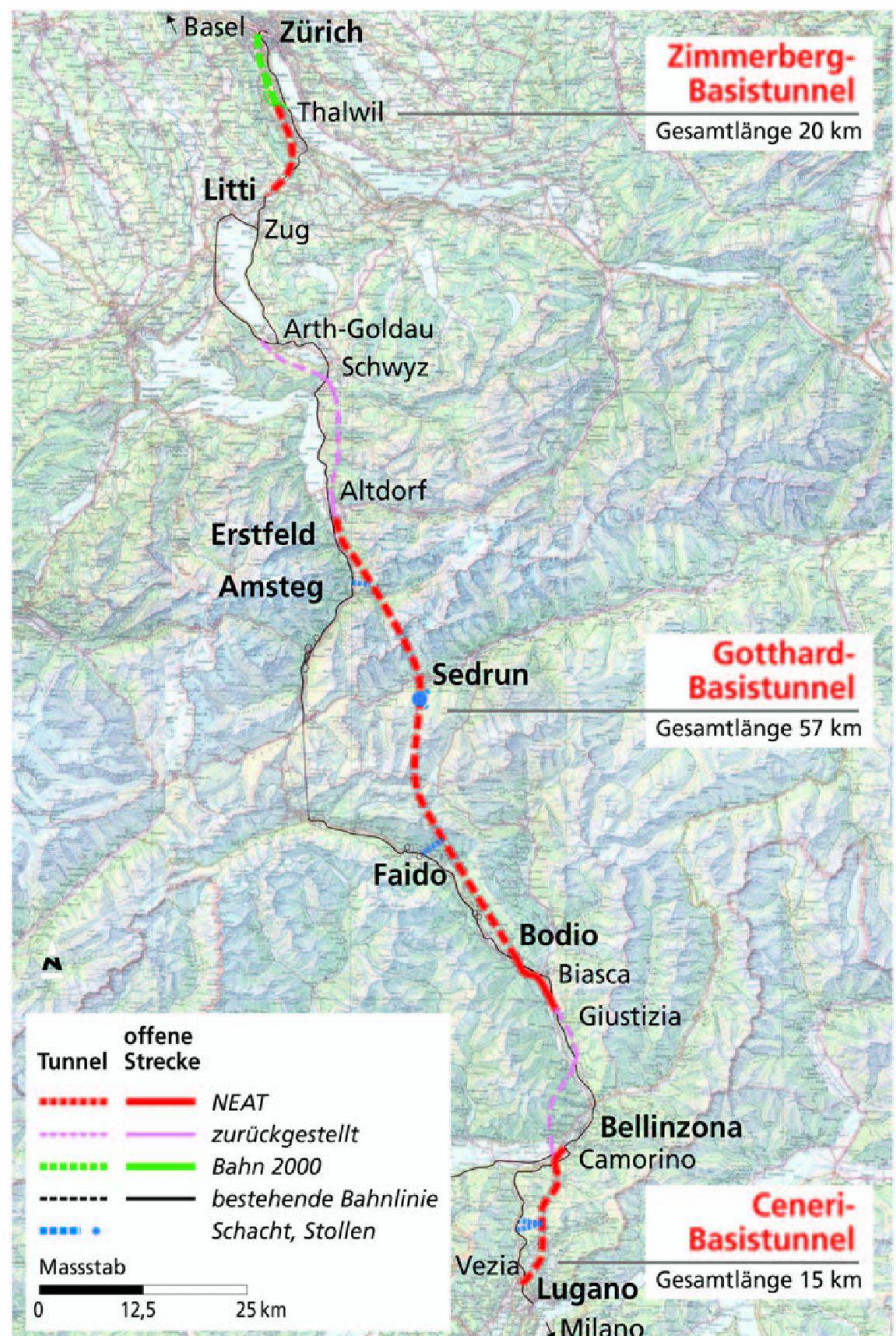 Basel
Zürich
Zimmerberg-
Basistunnel
Gesamtlänge 20 km
Thalwil
Litti
Zug
Arth-Goldau
Schwyz
Altdorf
Erstfeld
Amsteg
Gotthard-
Basistunnel
Gesamtlänge 57 km
Sedrun
Faido
Bodio
Biasca
Giustizia
Bellinzona
Camorino
Ceneri-
Basistunnel
Gesamtlänge 15 km
Vezia
Lugano
Milano
N
offene
Tunnel Strecke
NEAT
zurückgestellt
Bahn 2000
bestehende Bahnlinie
Schacht, Stollen
Massstab
0 12,5 25 km